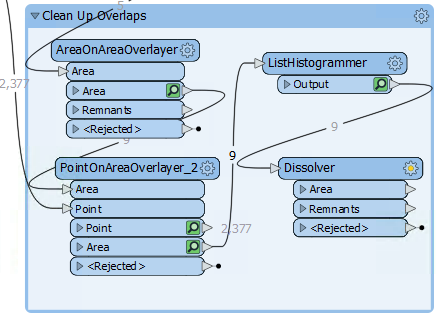 5
Clean Up Overlaps
AreaOnAreaOverlayer
Area
Area
Remnants
<Rejected>
2,377
ListHistogrammer
Output
9
9
9
PointOnAreaOverlayer_2
Area
Point
Point
2,377
Area
<Rejected>
Dissolver
Area
Remnants
<Rejected>